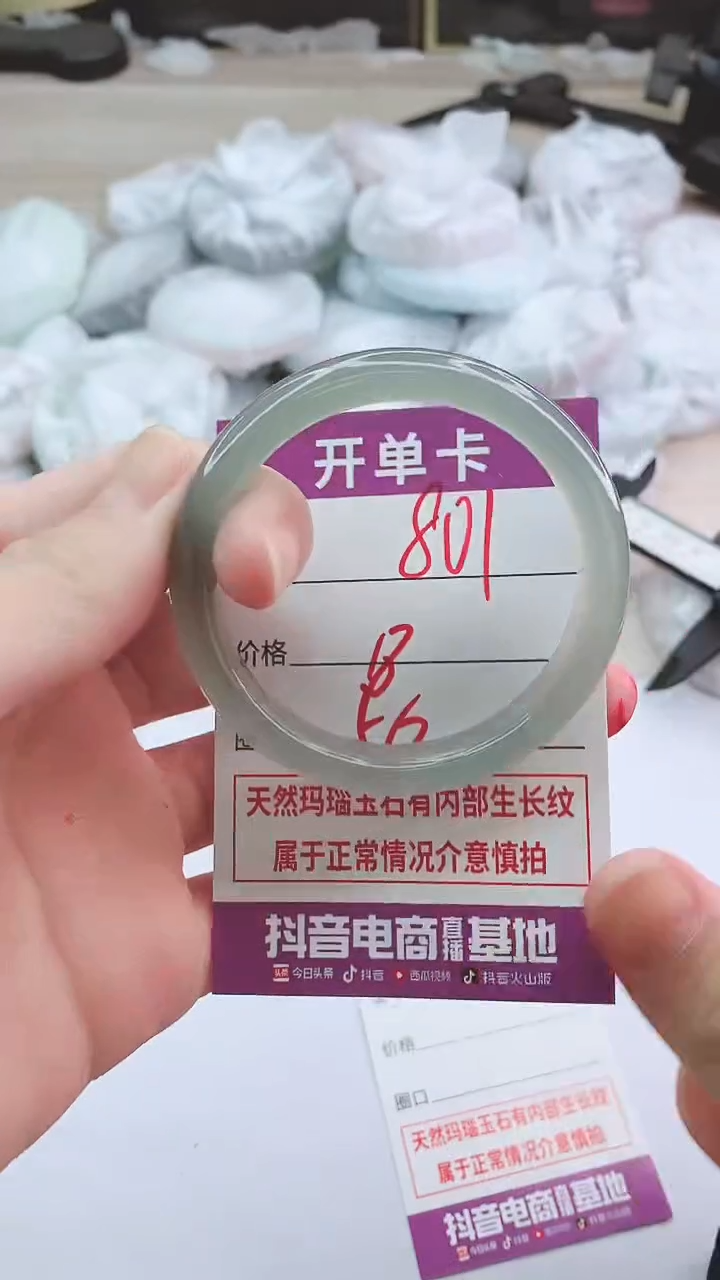 开单卡
801
价格
天然玛瑙玉石有内部生长纹
属于正常情况介意慎拍
抖音电商直播基地
头条 今日头条 抖音 西瓜视频 抖音火山版
价格
圈口
天然玛瑙玉石有内部生长纹
属于正常情况介意慎拍
抖音电商直播基地